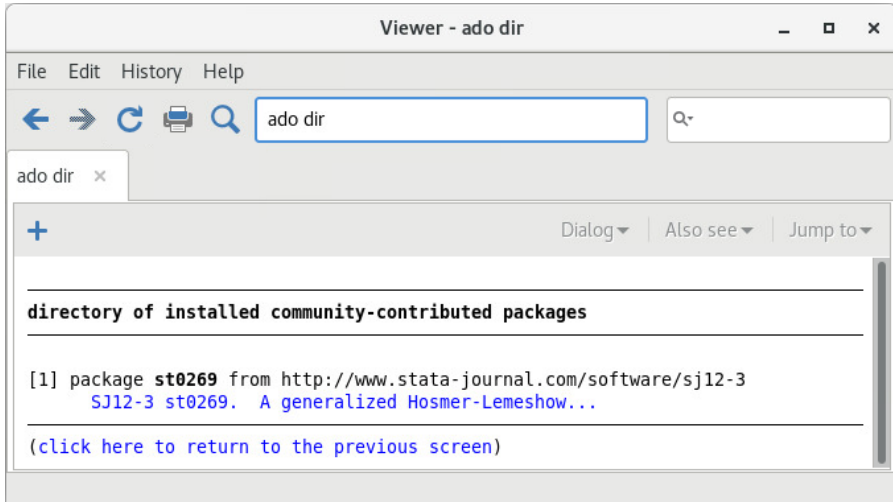 Viewer - ado dir
File Edit History Help
ado dir
ado dir
Dialog Also see Jump to
directory of installed community-contributed packages
[1] package st0269 from http://www.stata-journal.com/software/sj12-3
SJ12-3 st0269. A generalized Hosmer-Lemeshow...
(click here to return to the previous screen)